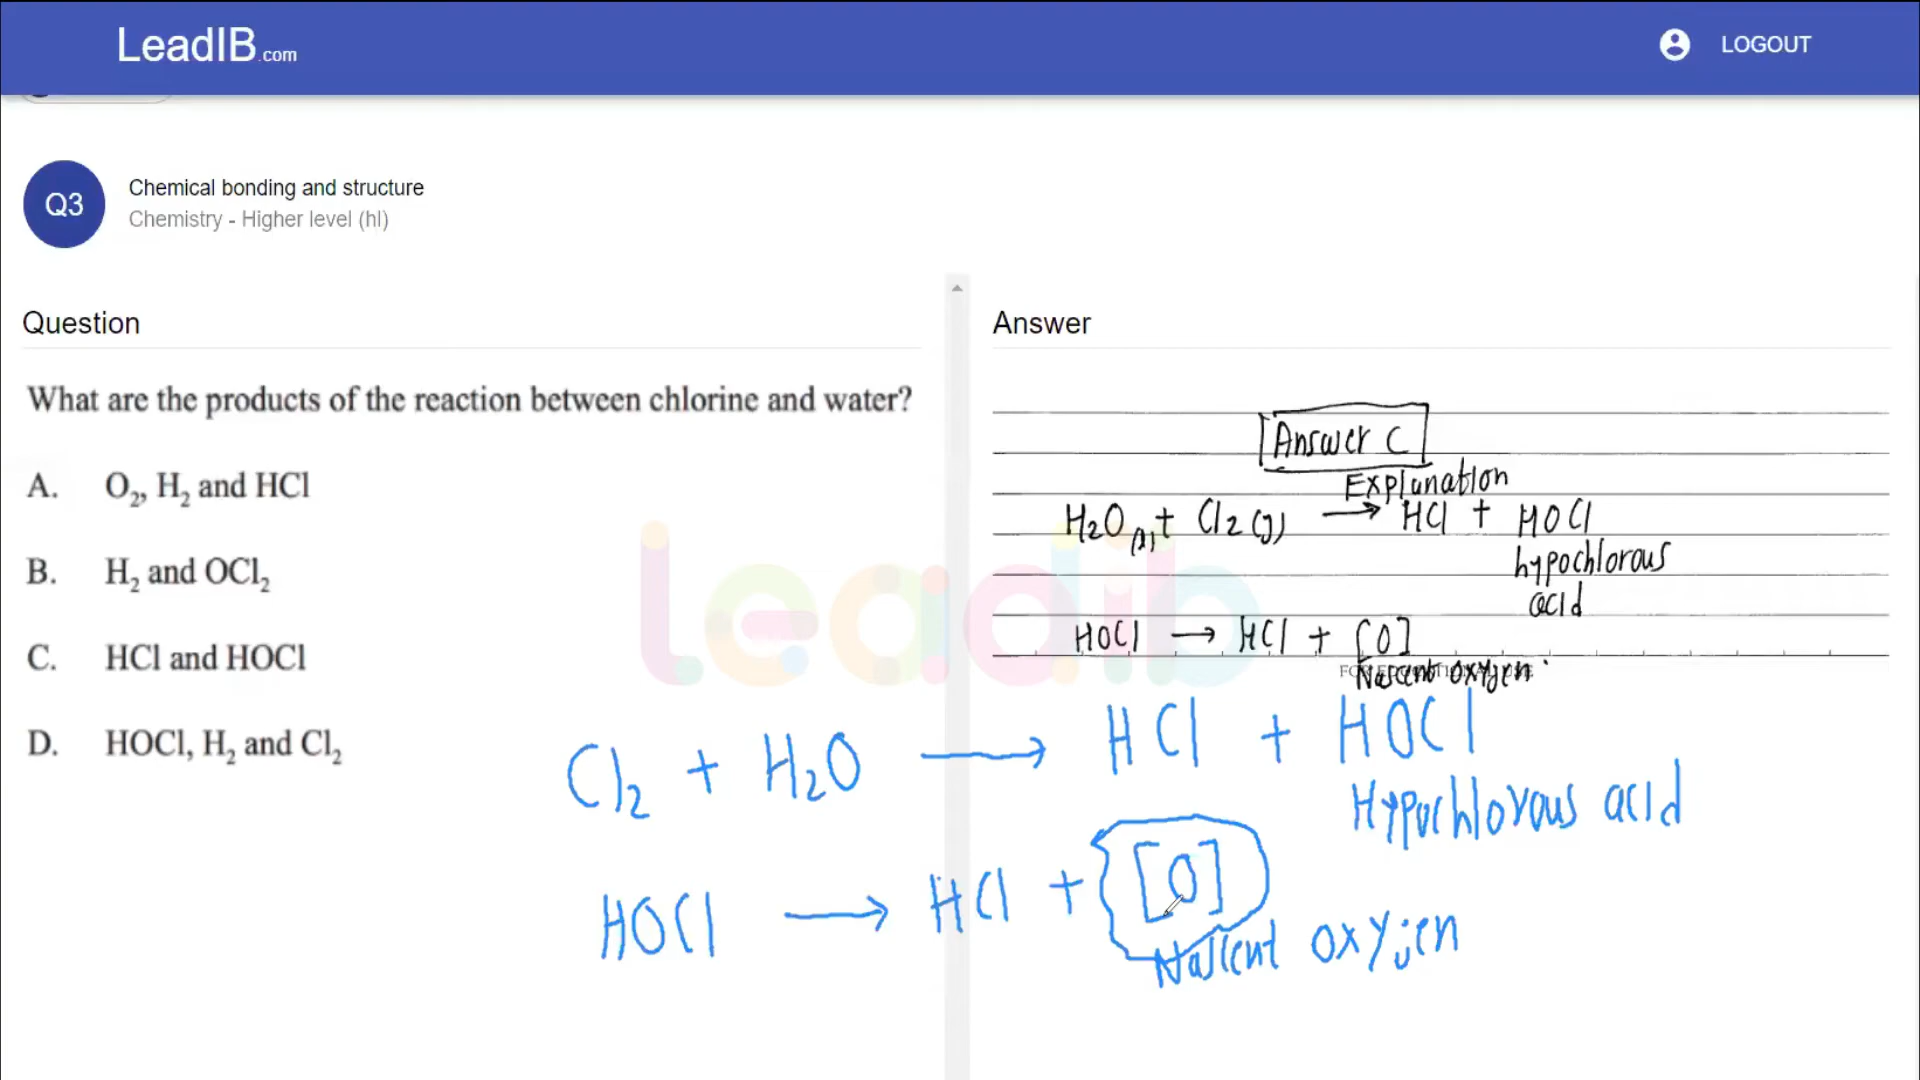 LeadIB.com
LOGOUT
Q3
Chemical bonding and structure
Chemistry - Higher level (hl)
Question
What are the products of the reaction between chlorine and water?
A. O₂, H₂ and HCl
B. H₂ and OCl₂
C. HCl and HOCl
D. HOCl, H₂ and Cl₂
Answer
Answer C
Explanation
H₂O(l) + Cl₂(g) → HCl + HOCl
hypochlorous
acid
HOCl → HCl + [O]
Nascent oxygen.
leadib
Cl₂ + H₂O → HCl + HOCl
Hypochlorous acid
HOCl → HCl + [O]
Nascent oxygen